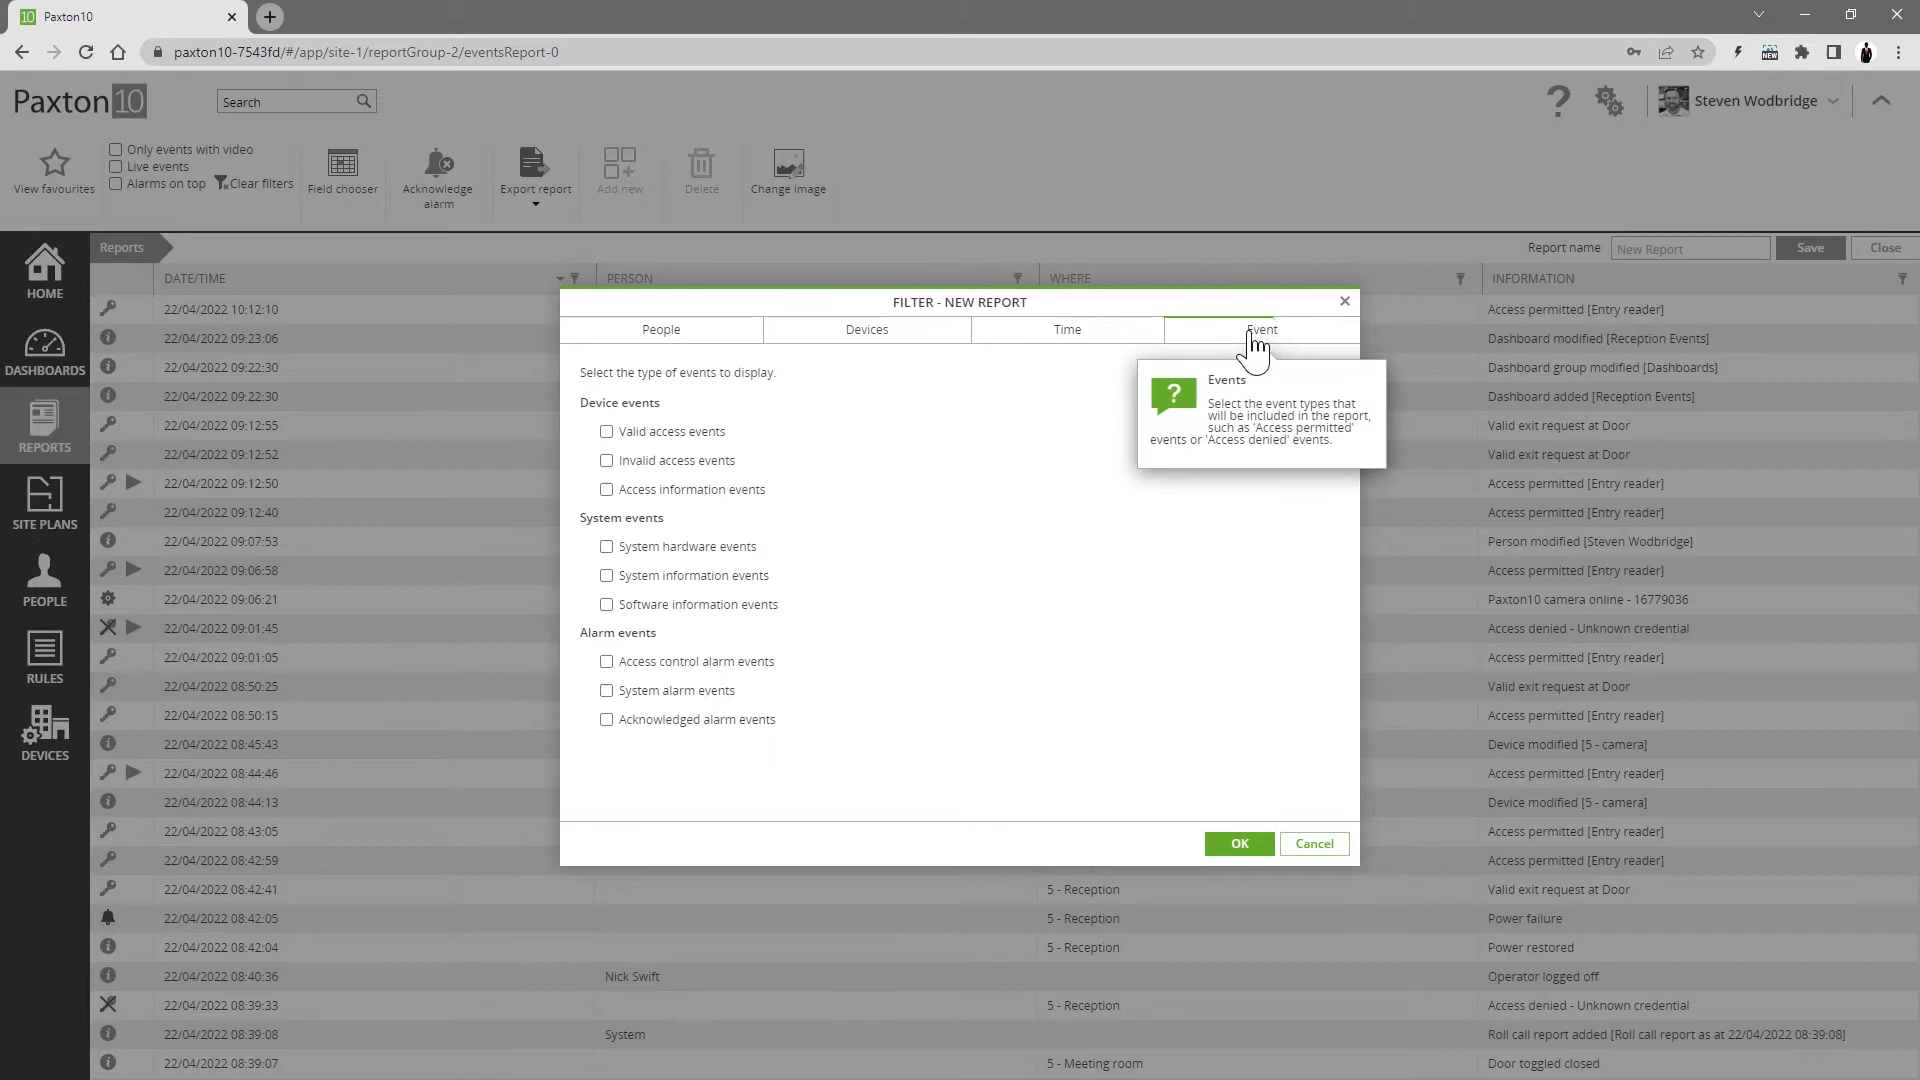 10 Paxton10
paxton10-7543fd/#/app/site-1/reportGroup-2/eventsReport-0
NEW
Paxton 10
Search
Steven Wodbridge
View favourites
Only events with video
Live events
Alarms on top
Clear filters
Field chooser
Acknowledge
alarm
Export report
Add new
Delete
Change image
Reports
Report name
New Report
Save
Close
HOME
DASHBOARDS
REPORTS
SITE PLANS
PEOPLE
RULES
DEVICES
DATE/TIME PERSON WHERE INFORMATION
22/04/2022 10:12:10 Access permitted [Entry reader]
22/04/2022 09:23:06 Dashboard modified [Reception Events]
22/04/2022 09:22:30 Dashboard group modified [Dashboards]
22/04/2022 09:22:30 Dashboard added [Reception Events]
22/04/2022 09:12:55 Valid exit request at Door
22/04/2022 09:12:52 Valid exit request at Door
22/04/2022 09:12:50 Access permitted [Entry reader]
22/04/2022 09:12:40 Access permitted [Entry reader]
22/04/2022 09:07:53 Person modified [Steven Wodbridge]
22/04/2022 09:06:58 Access permitted [Entry reader]
22/04/2022 09:06:21 Paxton10 camera online - 16779036
22/04/2022 09:01:45 Access denied - Unknown credential
22/04/2022 09:01:05 Access permitted [Entry reader]
22/04/2022 08:50:25 Valid exit request at Door
22/04/2022 08:50:15 Access permitted [Entry reader]
22/04/2022 08:45:43 Device modified [5 - camera]
22/04/2022 08:44:46 Access permitted [Entry reader]
22/04/2022 08:44:13 Device modified [5 - camera]
22/04/2022 08:43:05 Access permitted [Entry reader]
22/04/2022 08:42:59 Access permitted [Entry reader]
22/04/2022 08:42:41 5 - Reception Valid exit request at Door
22/04/2022 08:42:05 5 - Reception Power failure
22/04/2022 08:42:04 5 - Reception Power restored
22/04/2022 08:40:36 Nick Swift Operator logged off
22/04/2022 08:39:33 5 - Reception Access denied - Unknown credential
22/04/2022 08:39:08 System Roll call report added [Roll call report as at 22/04/2022 08:39:08]
22/04/2022 08:39:07 5 - Meeting room Door toggled closed
FILTER - NEW REPORT
People Devices Time Event
Select the type of events to display.
Device events
Valid access events
Invalid access events
Access information events
System events
System hardware events
System information events
Software information events
Alarm events
Access control alarm events
System alarm events
Acknowledged alarm events
OK
Cancel
?
Events
Select the event types that
will be included in the report,
such as 'Access permitted'
events or 'Access denied' events.